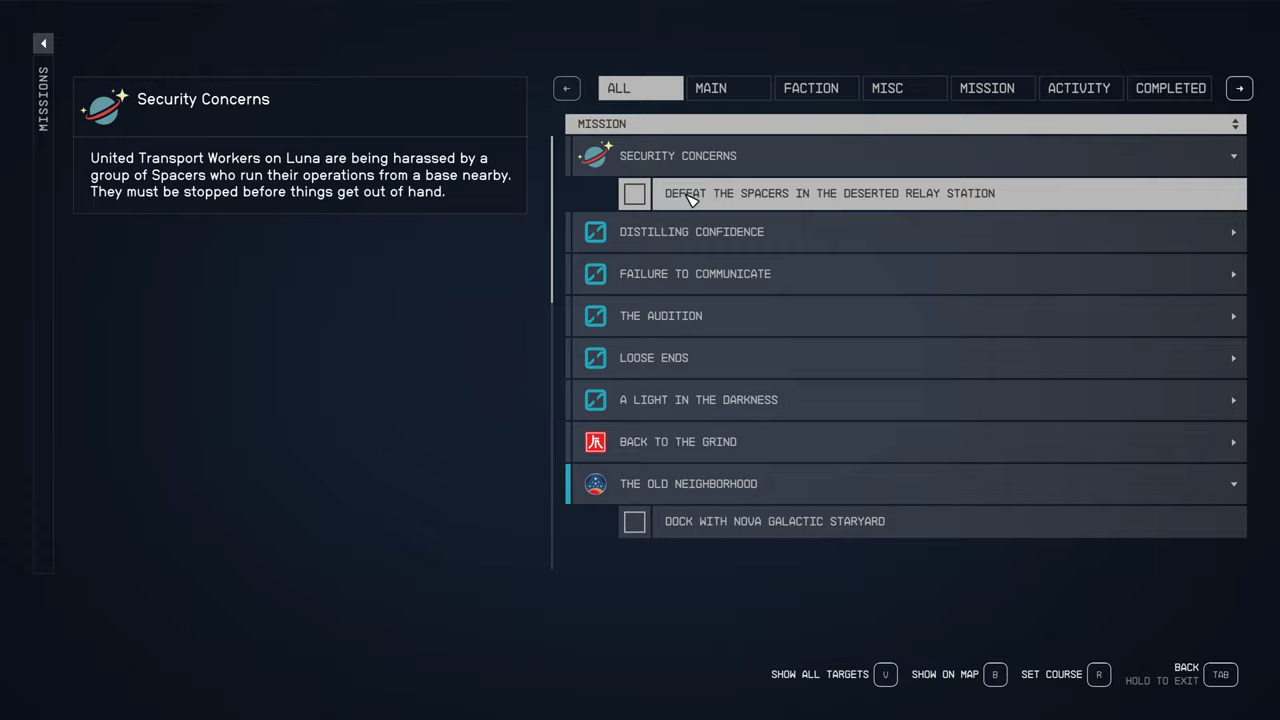 MISSIONS
Security Concerns
United Transport Workers on Luna are being harassed by a
group of Spacers who run their operations from a base nearby.
They must be stopped before things get out of hand.
ALL MAIN FACTION MISC MISSION ACTIVITY COMPLETED
MISSION
SECURITY CONCERNS
DEFEAT THE SPACERS IN THE DESERTED RELAY STATION
DISTILLING CONFIDENCE
FAILURE TO COMMUNICATE
THE AUDITION
LOOSE ENDS
A LIGHT IN THE DARKNESS
BACK TO THE GRIND
THE OLD NEIGHBORHOOD
DOCK WITH NOVA GALACTIC STARYARD
SHOW ALL TARGETS V SHOW ON MAP B SET COURSE R BACK TAB
HOLD TO EXIT